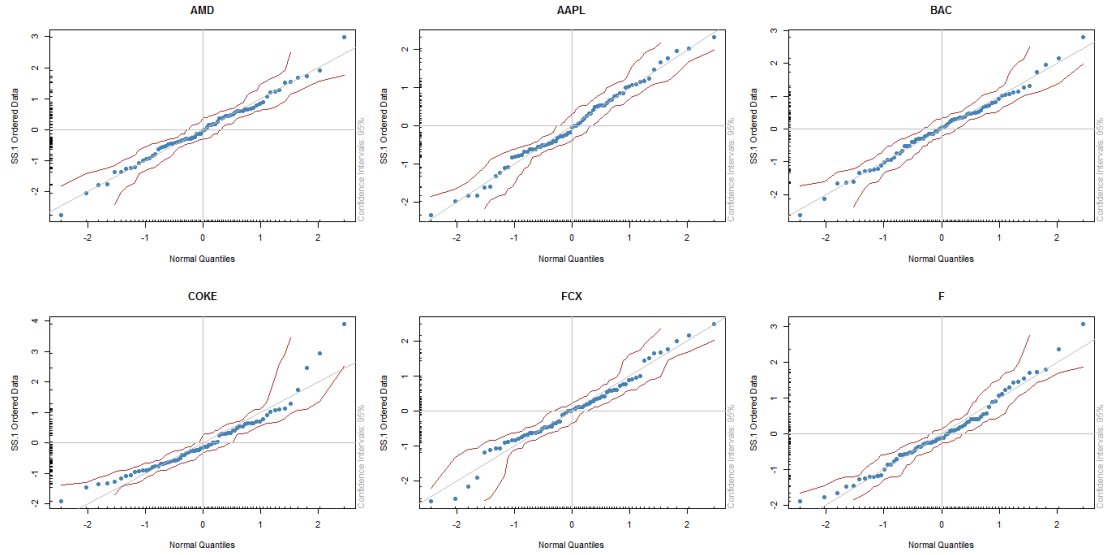 AMD
SS.1 Ordered Data
3
2
1
0
-1
-2
-2
-1
0
1
2
Normal Quantiles
Confidence Intervals: 95%
AAPL
SS.1 Ordered Data
2
1
0
-1
-2
-2
-1
0
1
2
Normal Quantiles
Confidence Intervals: 95%
BAC
SS.1 Ordered Data
3
2
1
0
-1
-2
-2
-1
0
1
2
Normal Quantiles
Confidence Intervals: 95%
COKE
SS.1 Ordered Data
4
3
2
1
0
-1
-2
-2
-1
0
1
2
Normal Quantiles
Confidence Intervals: 95%
FCX
SS.1 Ordered Data
2
1
0
-1
-2
-2
-1
0
1
2
Normal Quantiles
Confidence Intervals: 95%
F
SS.1 Ordered Data
3
2
1
0
-1
-2
-2
-1
0
1
2
Normal Quantiles
Confidence Intervals: 95%